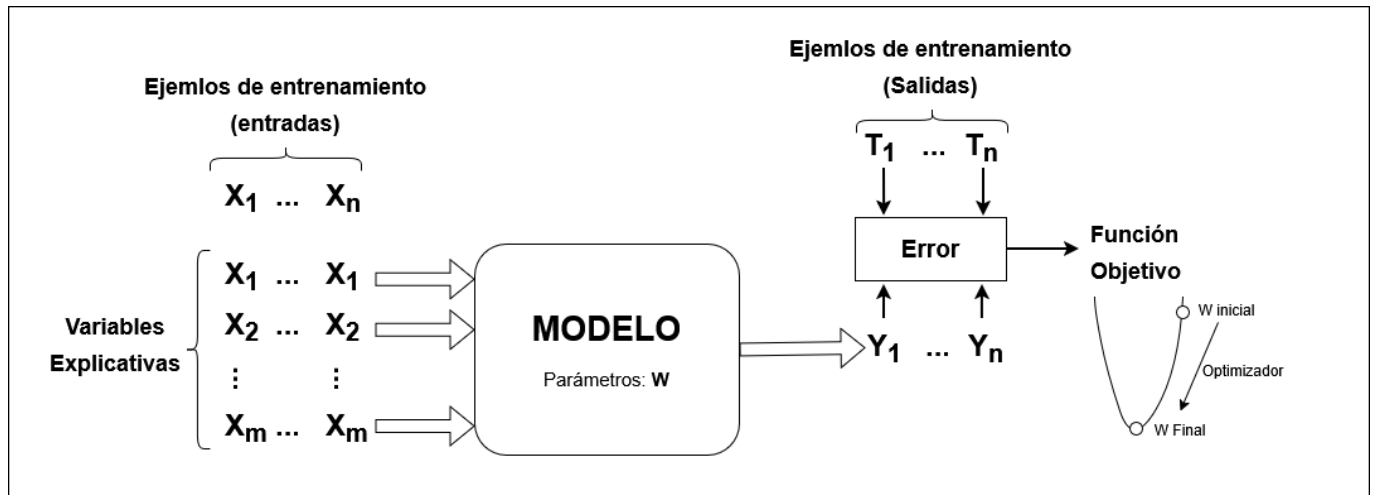 Ejemlos de entrenamiento
(entradas)
X1 ... Xn
Variables
Explicativas
X1 ... X1
X2 ... X2
⋮ ⋮
Xm ... Xm
MODELO
Parámetros: W
Ejemlos de entrenamiento
(Salidas)
T1 ... Tn
Error
Y1 ... Yn
Función
Objetivo
W inicial
Optimizador
W Final